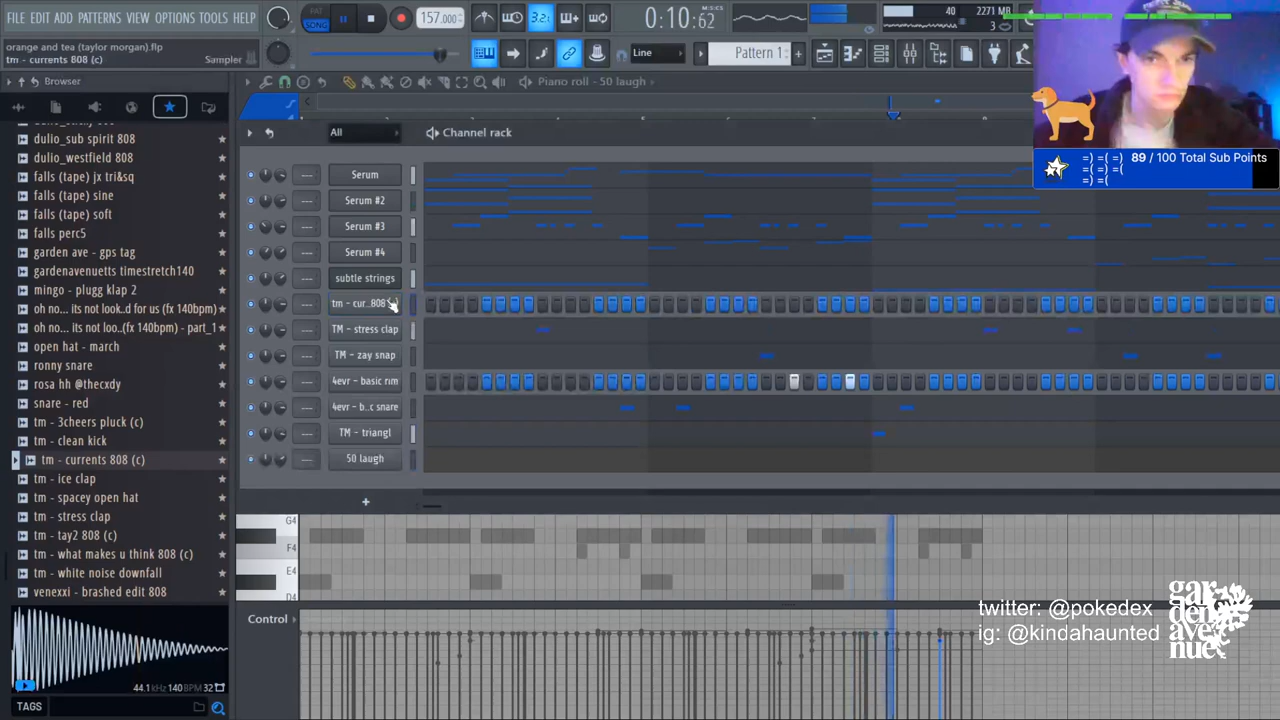 FILE EDIT ADD PATTERNS VIEW OPTIONS TOOLS HELP
PAT
SONG
157.000
3.2.
0:10:62
M:S:CS
40
2271 MB
3
orange and tea (taylor morgan).flp
tm - currents 808 (c)
Sampler
Line
Pattern 1
Browser
Piano roll - 50 laugh
All
Channel rack
dulio_sub spirit 808
dulio_westfield 808
falls (tape) jx tri&sq
falls (tape) sine
falls (tape) soft
falls perc5
garden ave - gps tag
gardenavenuetts timestretch140
mingo - plugg klap 2
oh no... its not look..d for us (fx 140bpm)
oh no... its not loo..(fx 140bpm) - part_1
open hat - march
ronny snare
rosa hh @thecxdy
snare - red
tm - 3cheers pluck (c)
tm - clean kick
tm - currents 808 (c)
tm - ice clap
tm - spacey open hat
tm - stress clap
tm - tay2 808 (c)
tm - what makes u think 808 (c)
tm - white noise downfall
venexxi - brashed edit 808
44.1kHz 140BPM 32
TAGS
Serum
Serum #2
Serum #3
Serum #4
subtle strings
tm - cur..808
TM - stress clap
TM - zay snap
4evr - basic rim
4evr - b..c snare
TM - triangl
50 laugh
+
G4
F4
E4
D4
Control
=) =( =)
=( =) =(
=) =(
89 / 100 Total Sub Points
twitter: @pokedex
ig: @kindahaunted
gar
den
ave
nue